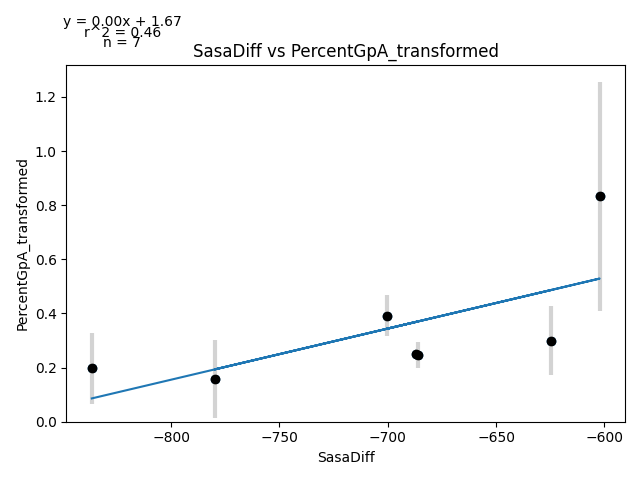 y = 0.00x + 1.67
r^2 = 0.46
n = 7
SasaDiff vs PercentGpA_transformed
PercentGpA_transformed
1.2
1.0
0.8
0.6
0.4
0.2
0.0
−800
−750
−700
−650
−600
SasaDiff